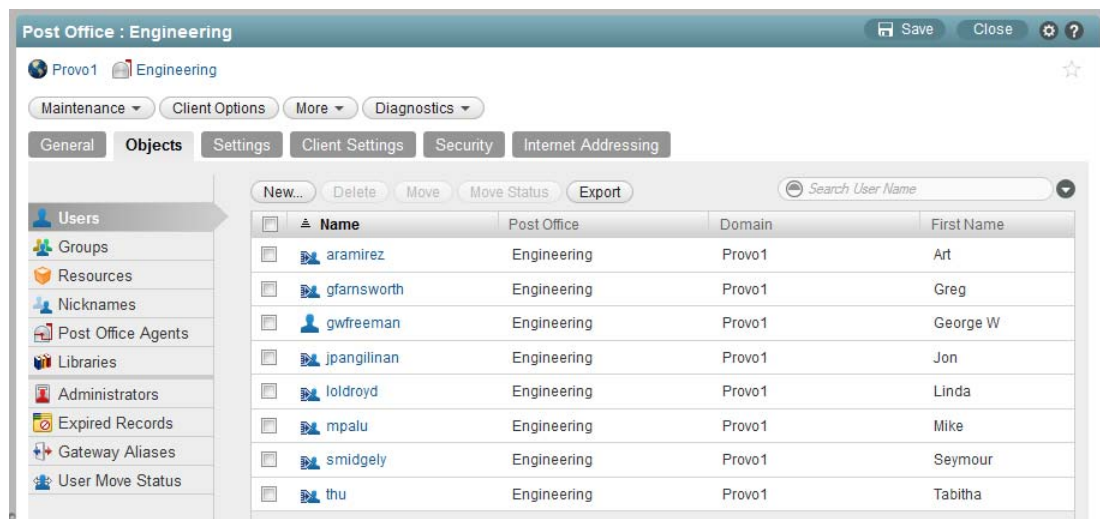 Post Office : Engineering Save Close
Provo1 Engineering
Maintenance Client Options More Diagnostics
General Objects Settings Client Settings Security Internet Addressing
New... Delete Move Move Status Export Search User Name
Users
Groups
Resources
Nicknames
Post Office Agents
Libraries
Administrators
Expired Records
Gateway Aliases
User Move Status
Name Post Office Domain First Name
aramirez Engineering Provo1 Art
gfarnsworth Engineering Provo1 Greg
gwfreeman Engineering Provo1 George W
jpangilinan Engineering Provo1 Jon
loldroyd Engineering Provo1 Linda
mpalu Engineering Provo1 Mike
smidgely Engineering Provo1 Seymour
thu Engineering Provo1 Tabitha